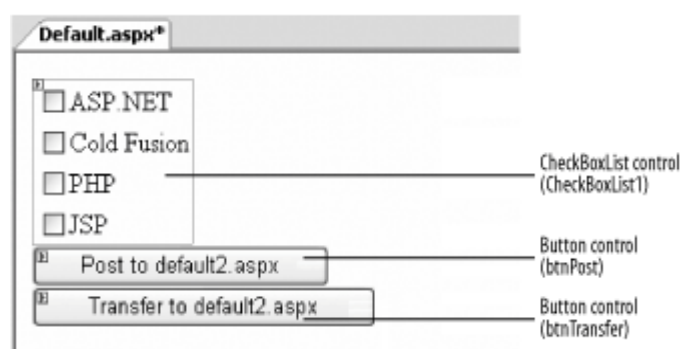 Default.aspx*
ASP.NET
Cold Fusion
PHP
JSP
CheckBoxList control
(CheckBoxList1)
Post to default2.aspx
Button control
(btnPost)
Transfer to default2.aspx
Button control
(btnTransfer)